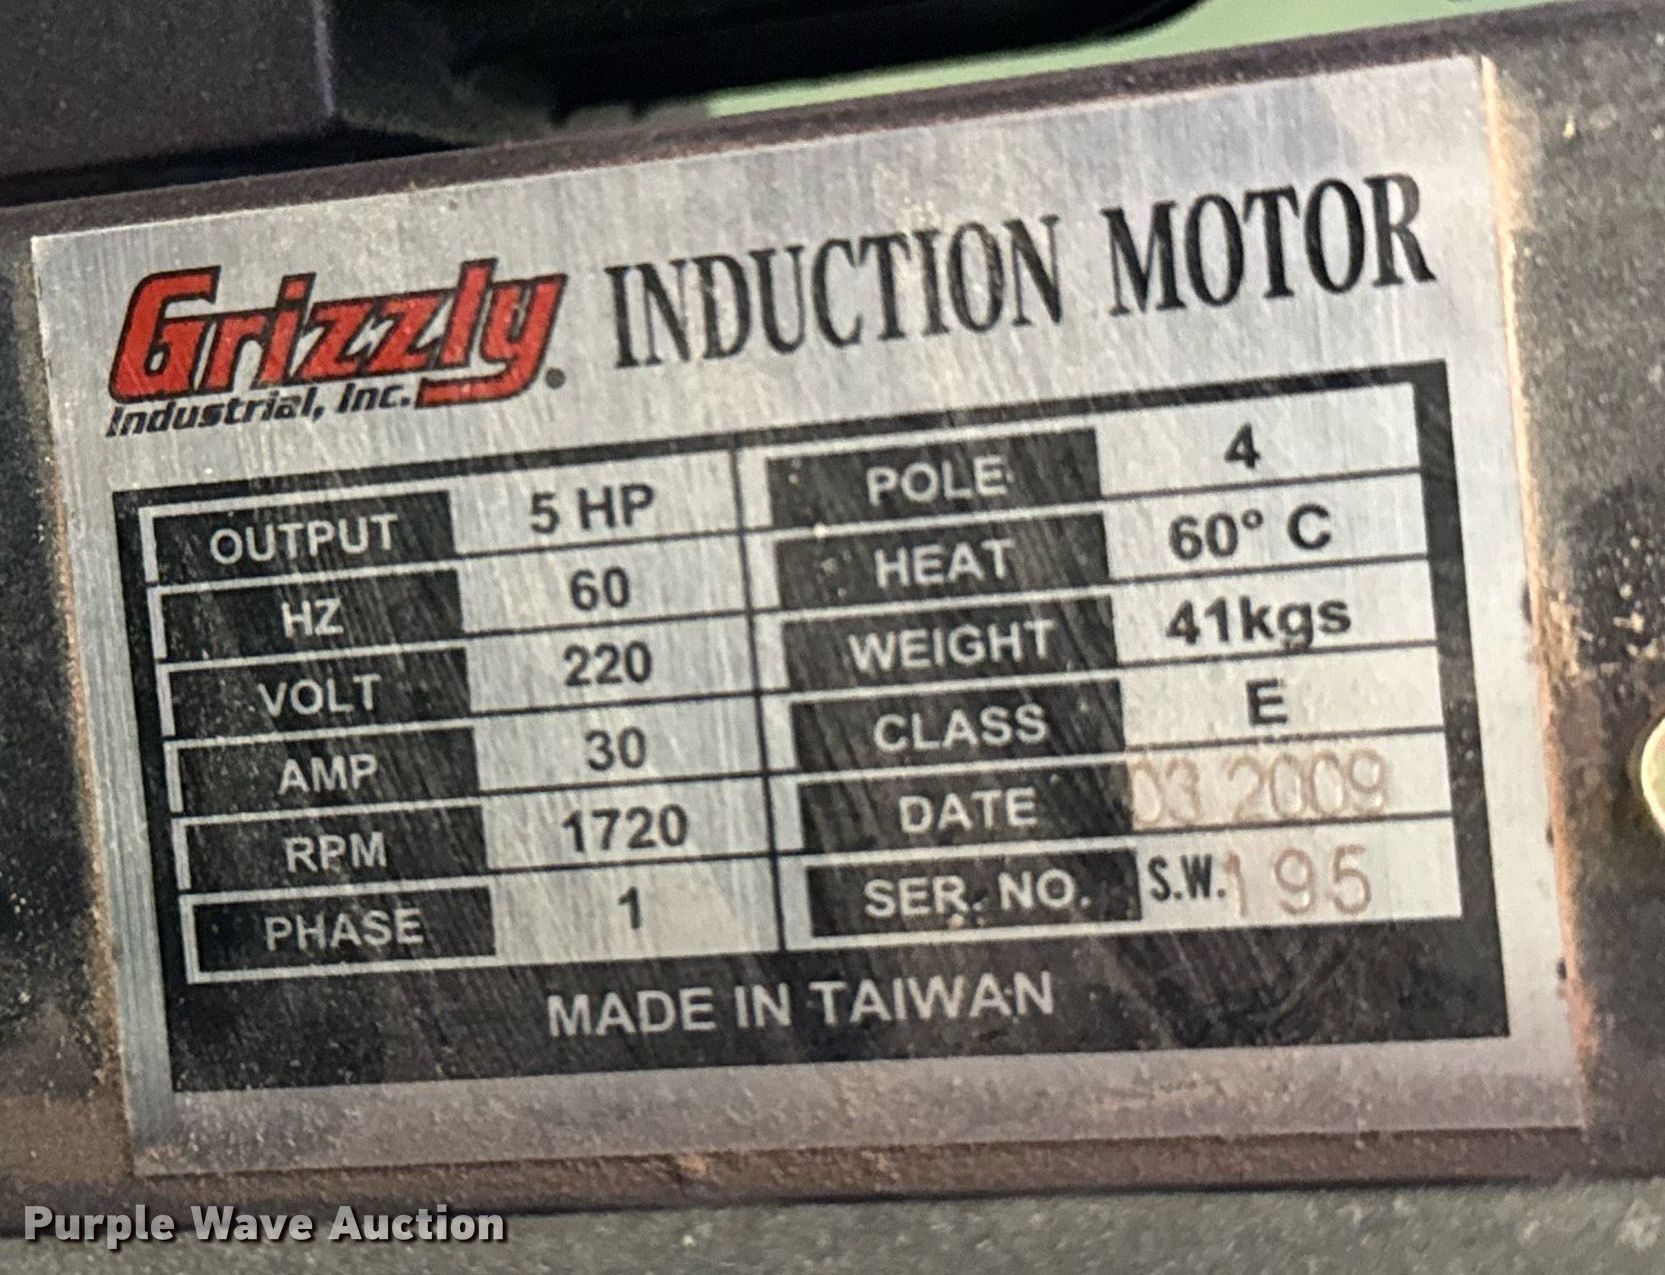 Grizzly
Industrial, Inc.
INDUCTION MOTOR
OUTPUT 5 HP
HZ 60
VOLT 220
AMP 30
RPM 1720
PHASE 1
POLE 4
HEAT 60° C
WEIGHT 41kgs
CLASS E
DATE 03 2009
SER. NO. S.W. 195
MADE IN TAIWAN
Purple Wave Auction